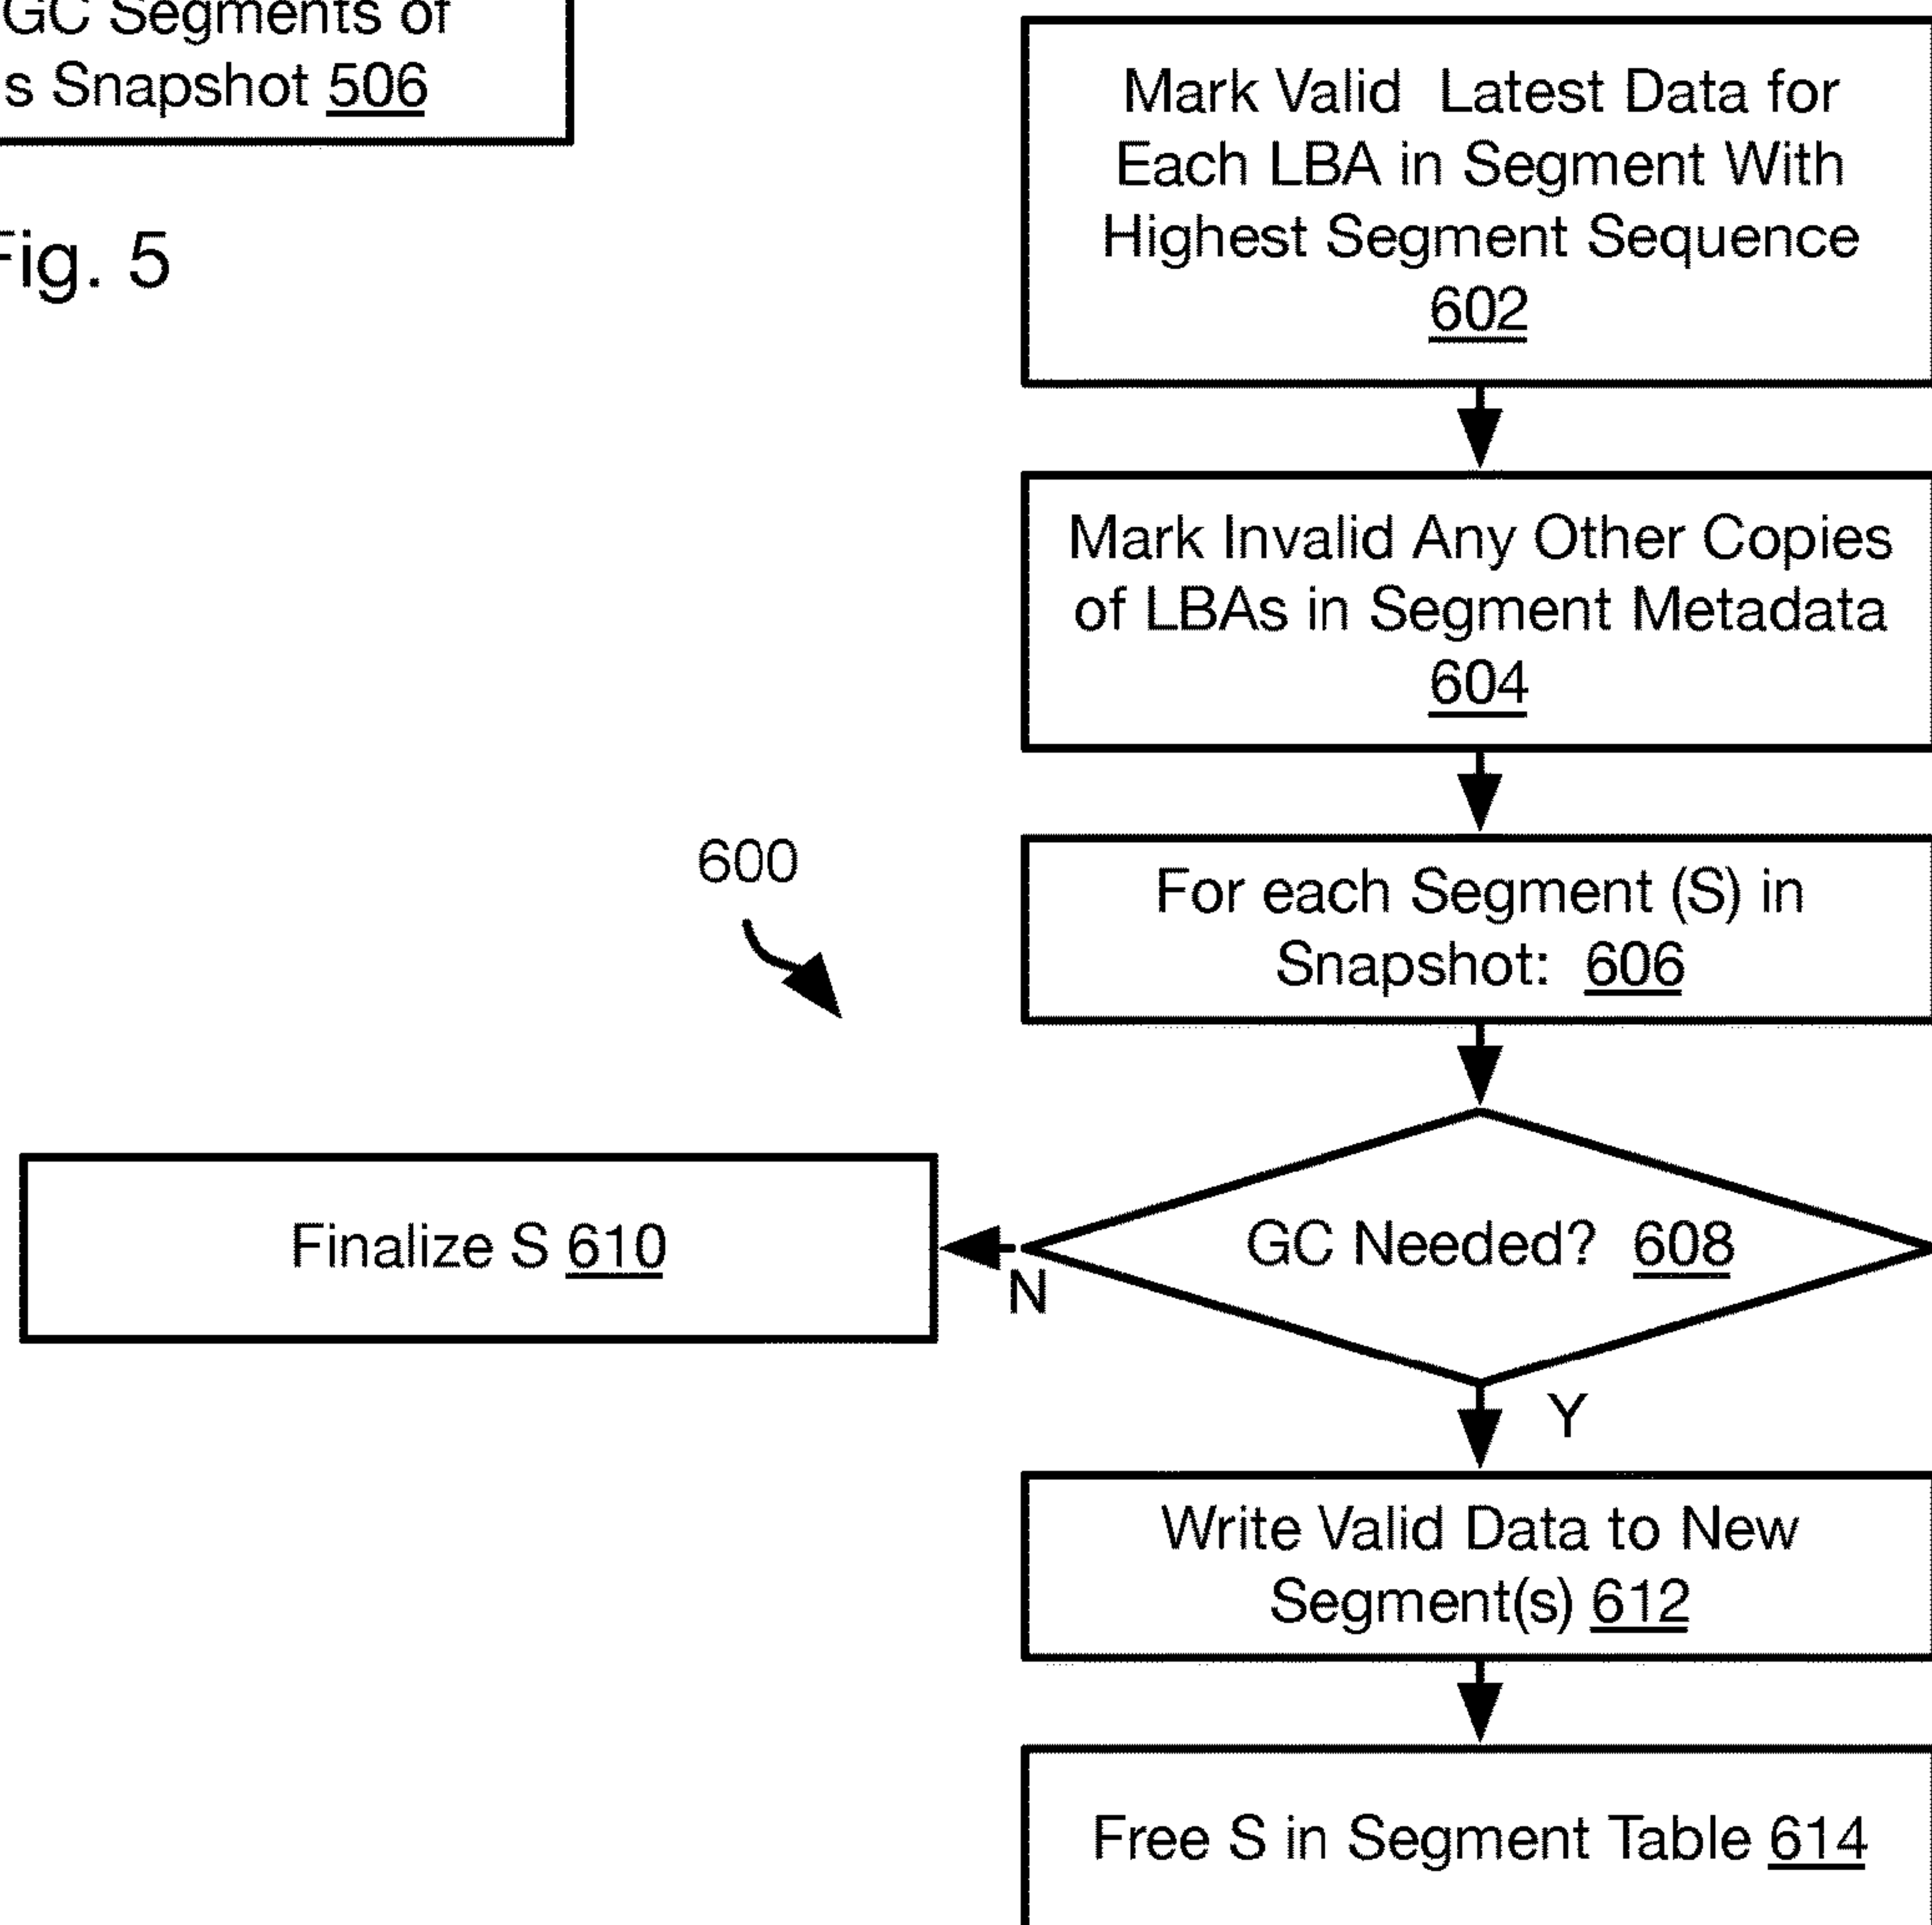 GC Segments of
s Snapshot 506
Fig. 5
Mark Valid Latest Data for
Each LBA in Segment With
Highest Segment Sequence
602
Mark Invalid Any Other Copies
of LBAs in Segment Metadata
604
600
For each Segment (S) in
Snapshot: 606
GC Needed? 608
N
Finalize S 610
Y
Write Valid Data to New
Segment(s) 612
Free S in Segment Table 614